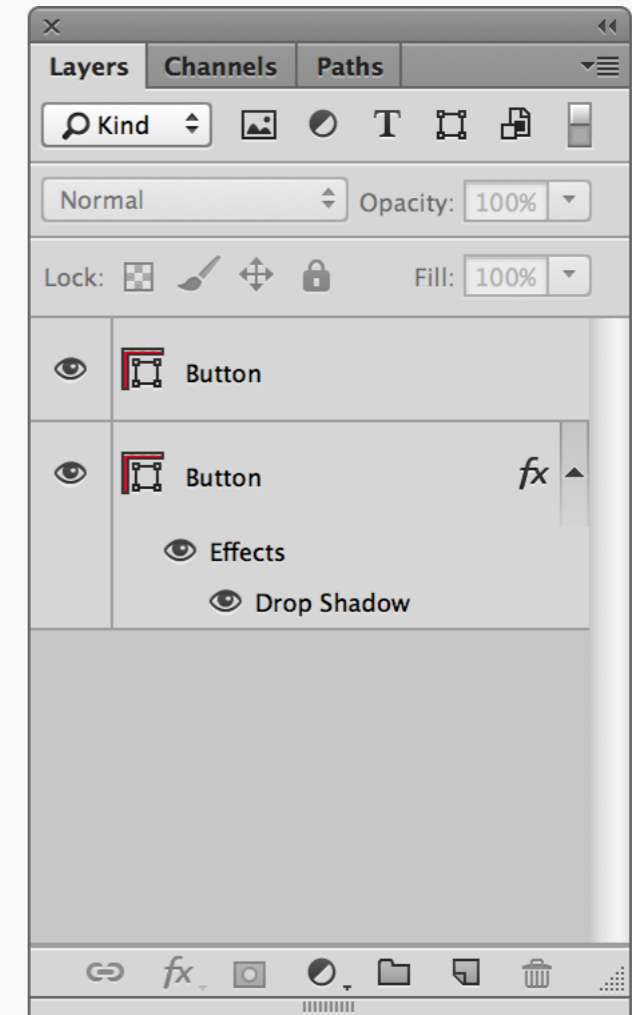 Layers Channels Paths
Kind T
Normal Opacity: 100%
Lock: Fill: 100%
Button
Button fx
Effects
Drop Shadow
fx